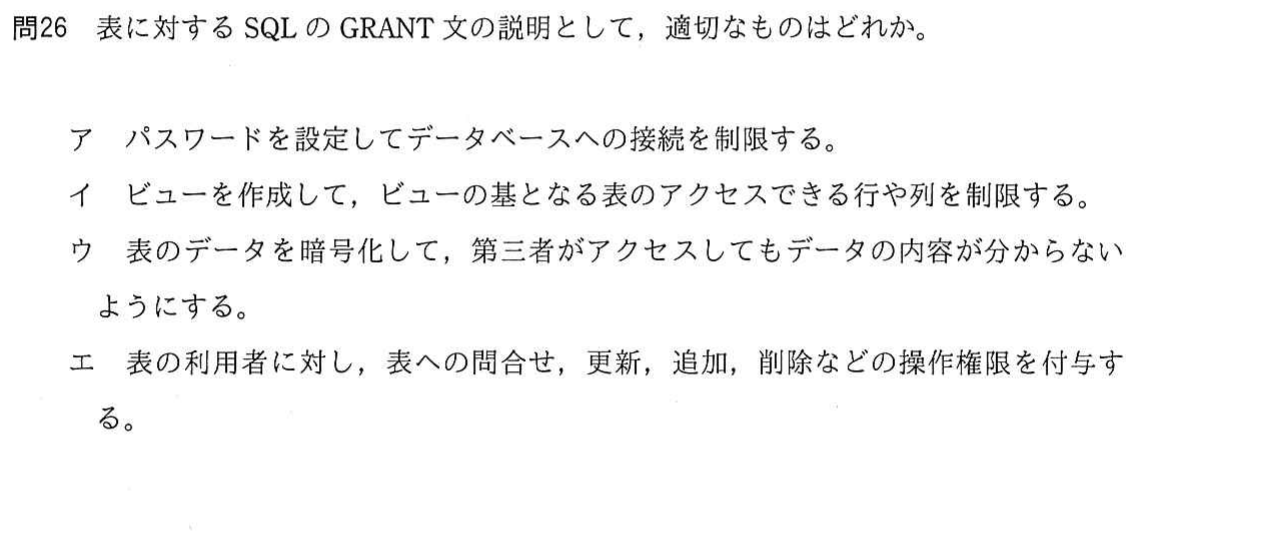 問26 表に対する SQL の GRANT 文の説明として，適切なものはどれか。
ア パスワードを設定してデータベースへの接続を制限する。
イ ビューを作成して，ビューの基となる表のアクセスできる行や列を制限する。
ウ 表のデータを暗号化して，第三者がアクセスしてもデータの内容が分からない
ようにする。
エ 表の利用者に対し，表への問合せ，更新，追加，削除などの操作権限を付与す
る。